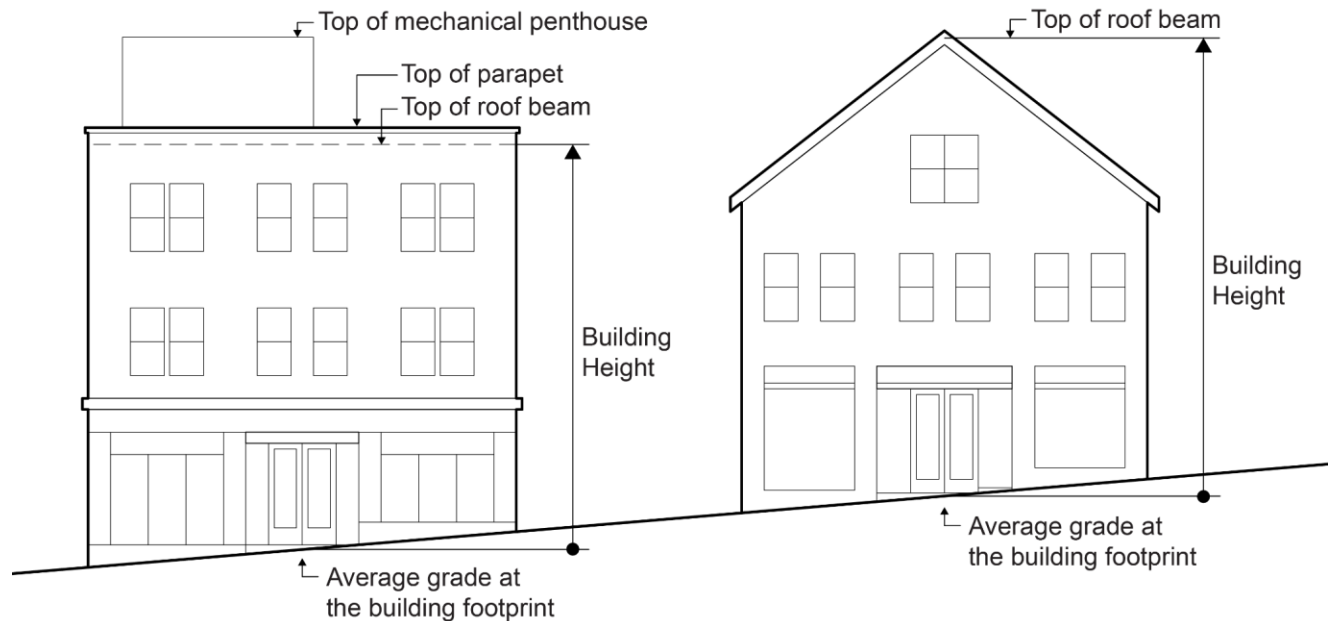 Top of mechanical penthouse
Top of parapet
Top of roof beam
Building
Height
Average grade at
the building footprint
Top of roof beam
Building
Height
Average grade at
the building footprint